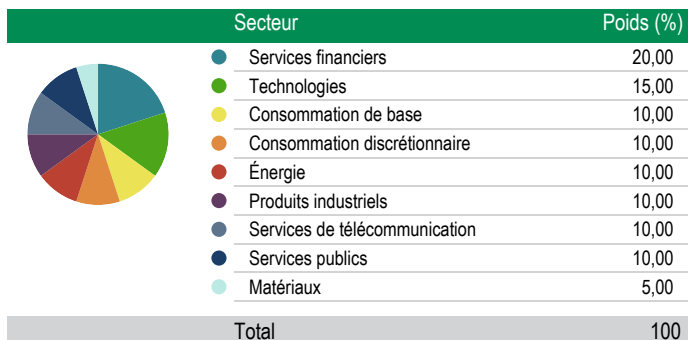 Secteur Poids (%)
Services financiers 20,00
Technologies 15,00
Consommation de base 10,00
Consommation discrétionnaire 10,00
Énergie 10,00
Produits industriels 10,00
Services de télécommunication 10,00
Services publics 10,00
Matériaux 5,00
Total 100